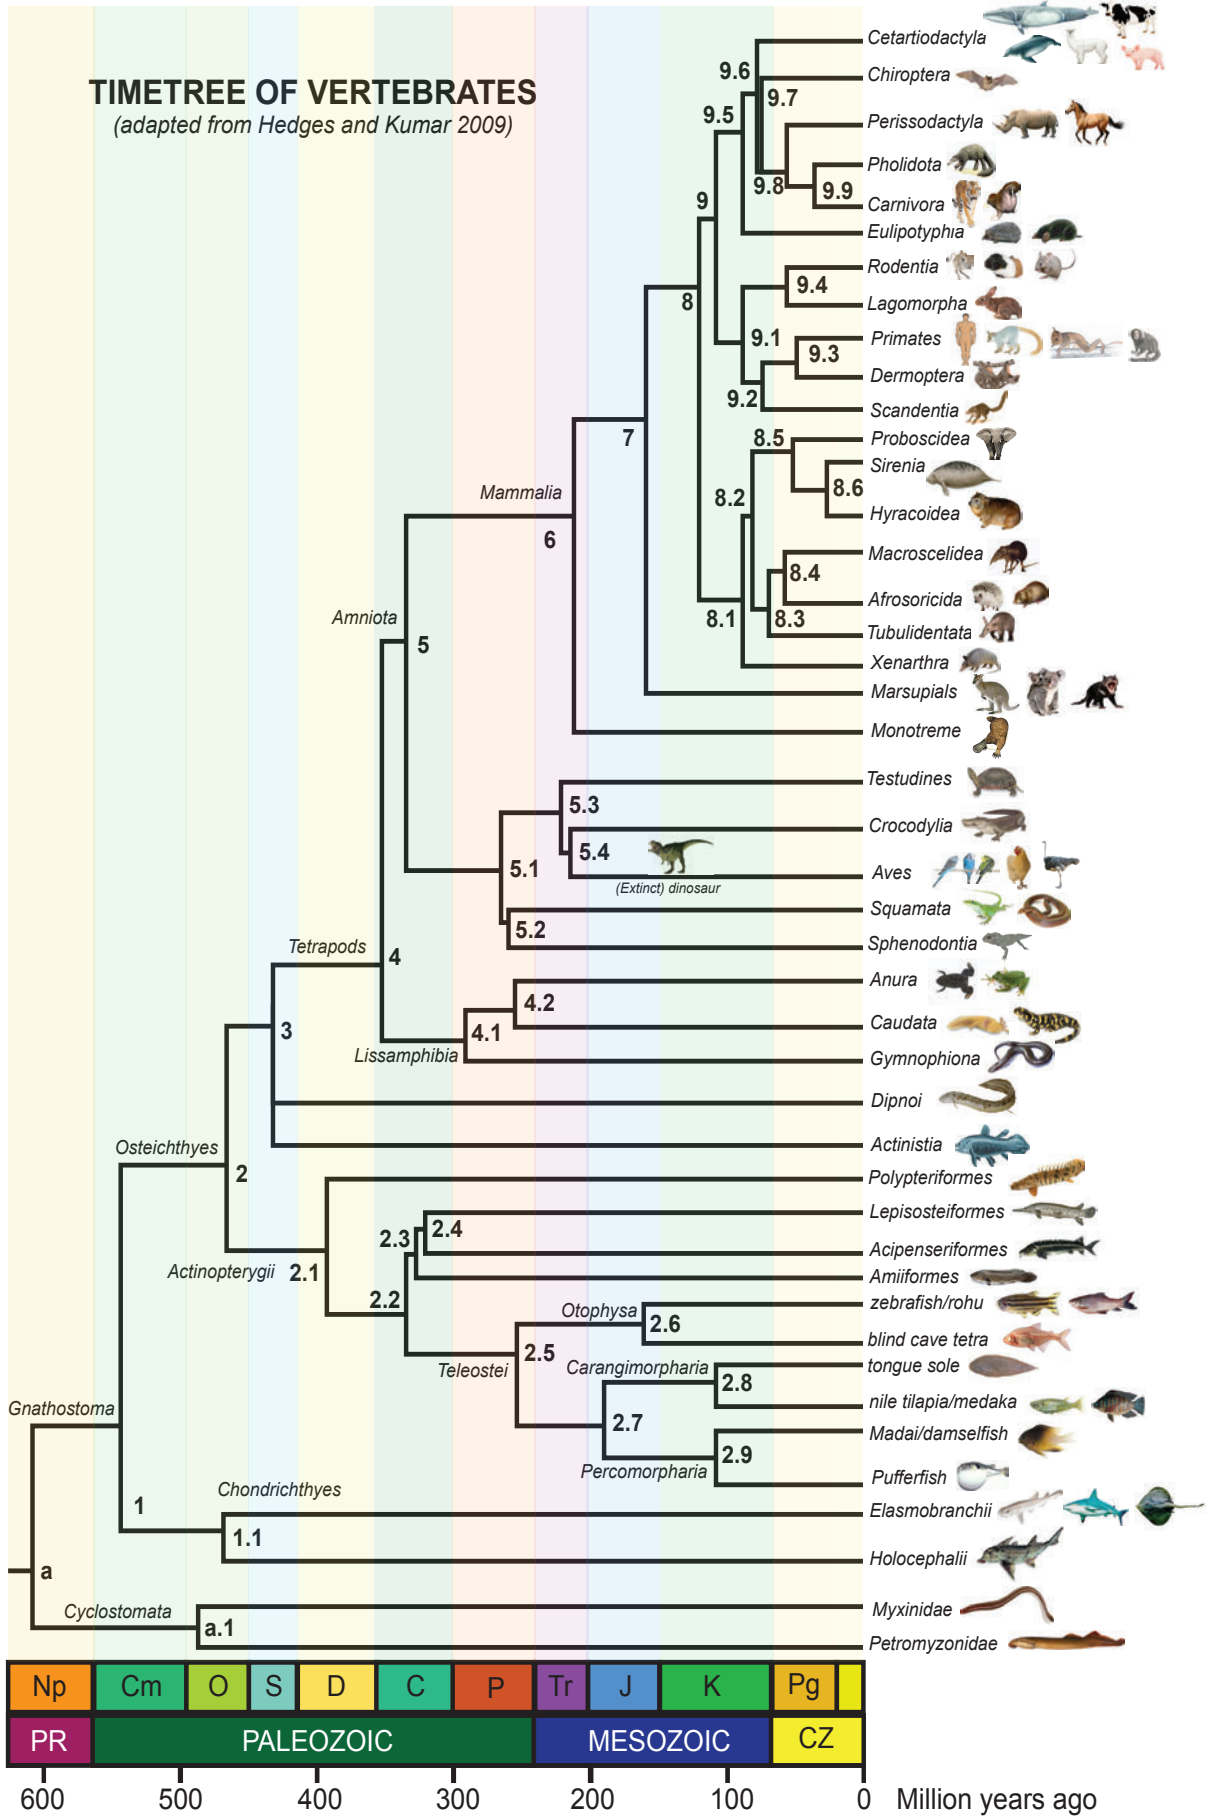 TIMETREE OF VERTEBRATES
(adapted from Hedges and Kumar 2009)
Cetartiodactyla
9.6
Chiroptera
9.7
9.5
Perissodactyla
Pholidota
9.8
9.9
Carnivora
9
Eulipotyphla
Rodentia
9.4
8
Lagomorpha
9.1
Primates
9.3
Dermoptera
9.2
Scandentia
7
8.5
Proboscidea
Sirenia
8.6
Mammalia
8.2
Hyracoidea
6
Macroscelidea
8.4
Afrosoricida
Amniota
8.1
8.3
Tubulidentata
5
Xenarthra
Marsupials
Monotreme
Testudines
5.3
Crocodylia
5.4
5.1
Aves
(Extinct) dinosaur
Squamata
5.2
Tetrapods
Sphenodontia
4
Anura
4.2
Caudata
3
4.1
Lissamphibia
Gymnophiona
Dipnoi
Osteichthyes
Actinistia
2
Polypteriformes
Lepisosteiformes
2.3
2.4
Acipenseriformes
Actinopterygii
2.1
Amiiformes
2.2
Otophysa
zebrafish/rohu
2.6
blind cave tetra
2.5
Teleostei
Carangimorpharia
tongue sole
2.8
Gnathostoma
nile tilapia/medaka
2.7
Madai/damselfish
2.9
Percomorpharia
Pufferfish
Chondrichthyes
1
Elasmobranchii
1.1
Holocephalii
a
Cyclostomata
Myxinidae
a.1
Petromyzonidae
Np Cm O S D C P Tr J K Pg
PR PALEOZOIC MESOZOIC CZ
600 500 400 300 200 100 0 Million years ago